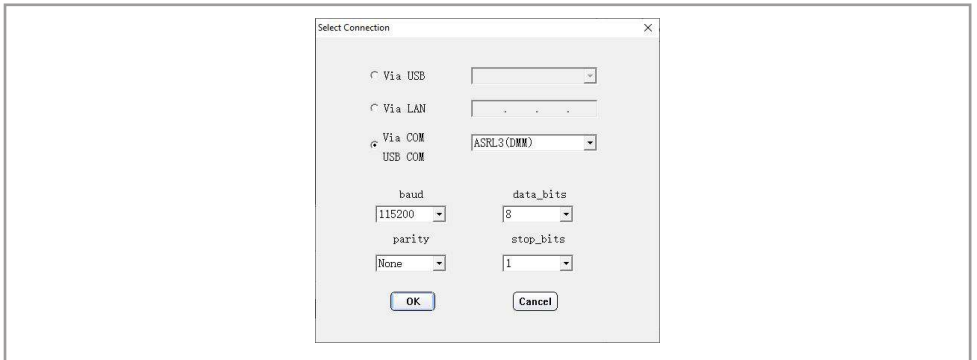 Select Connection
Via USB
Via LAN
. . .
Via COM
USB COM
ASRL3(DMM)
baud
data_bits
115200
8
parity
stop_bits
None
1
OK
Cancel